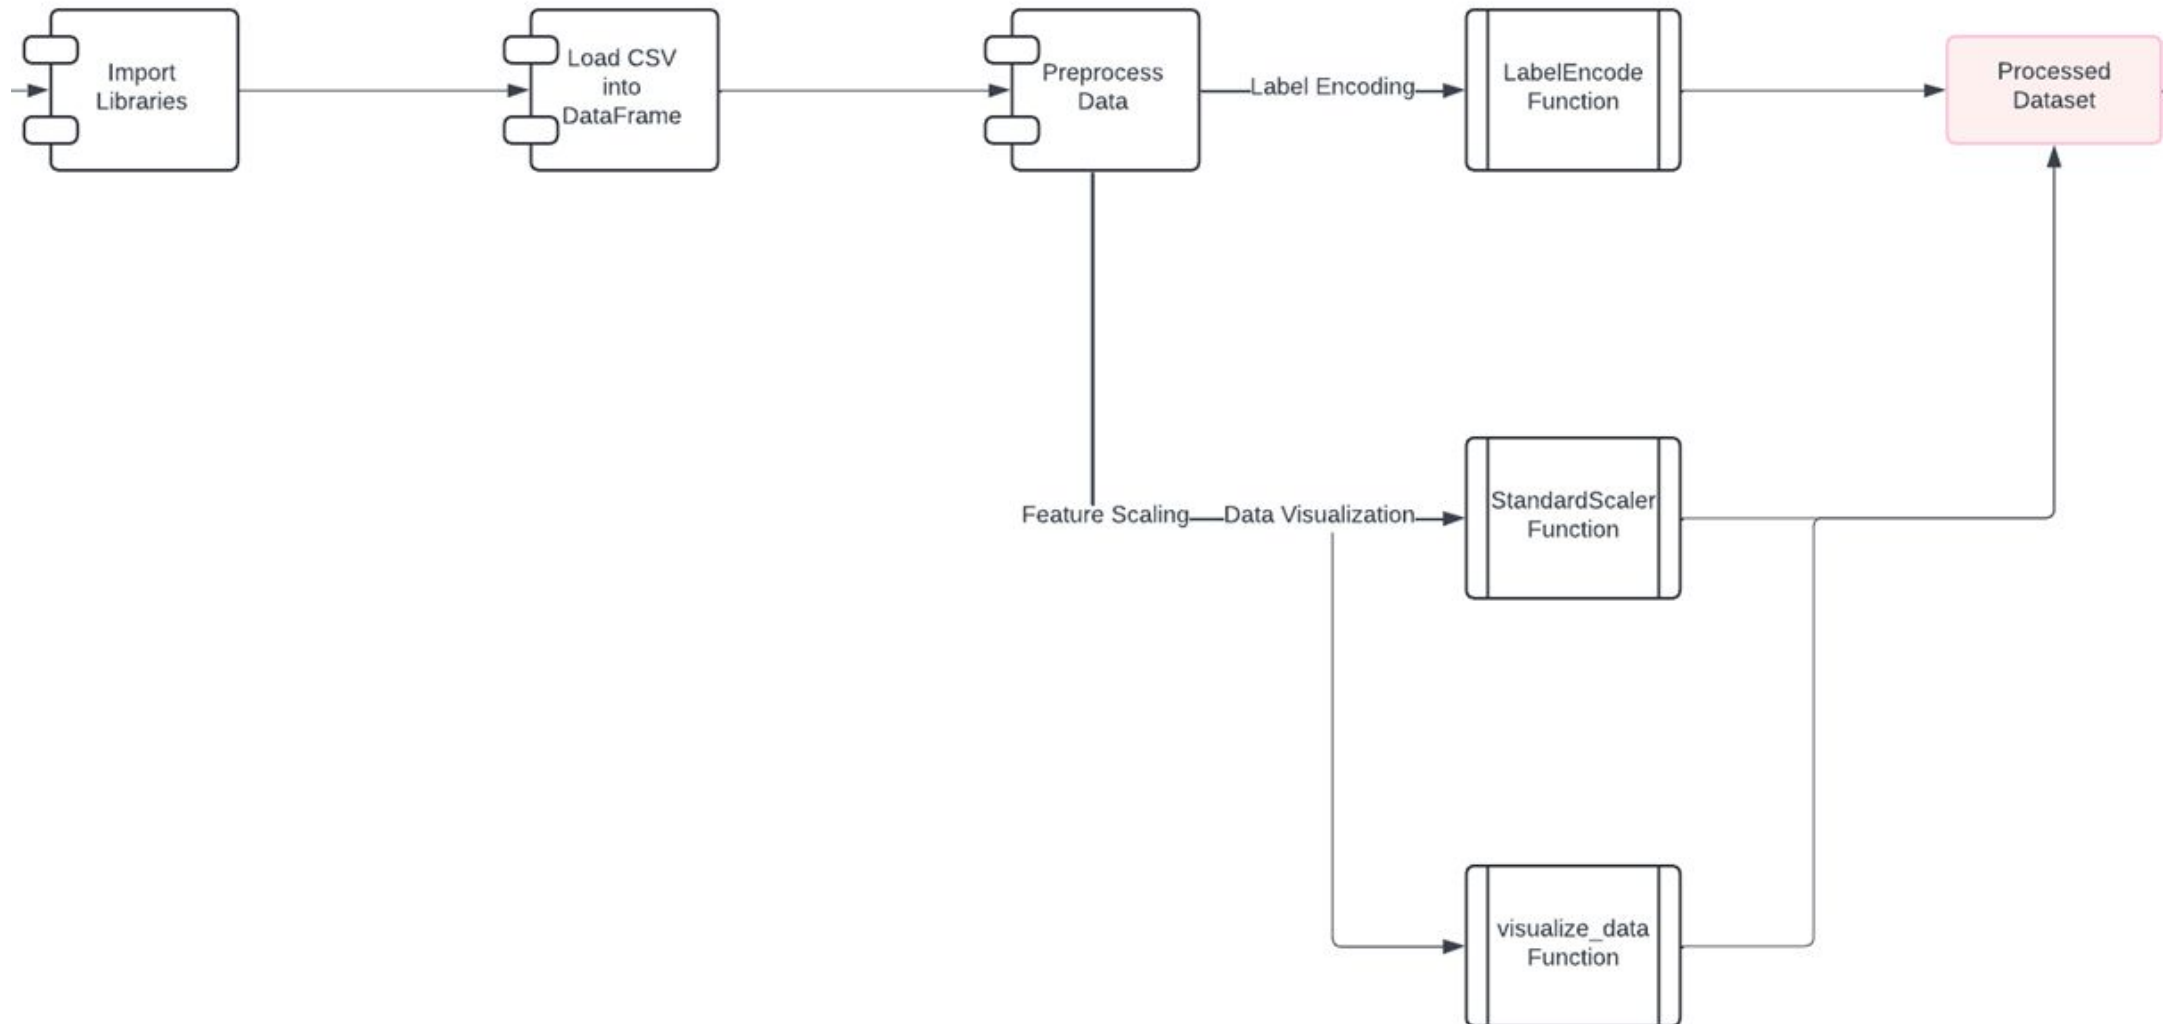 Import
Libraries
Load CSV
into
DataFrame
Preprocess
Data
Label Encoding
LabelEncode
Function
Processed
Dataset
Feature Scaling
Data Visualization
StandardScaler
Function
visualize_data
Function